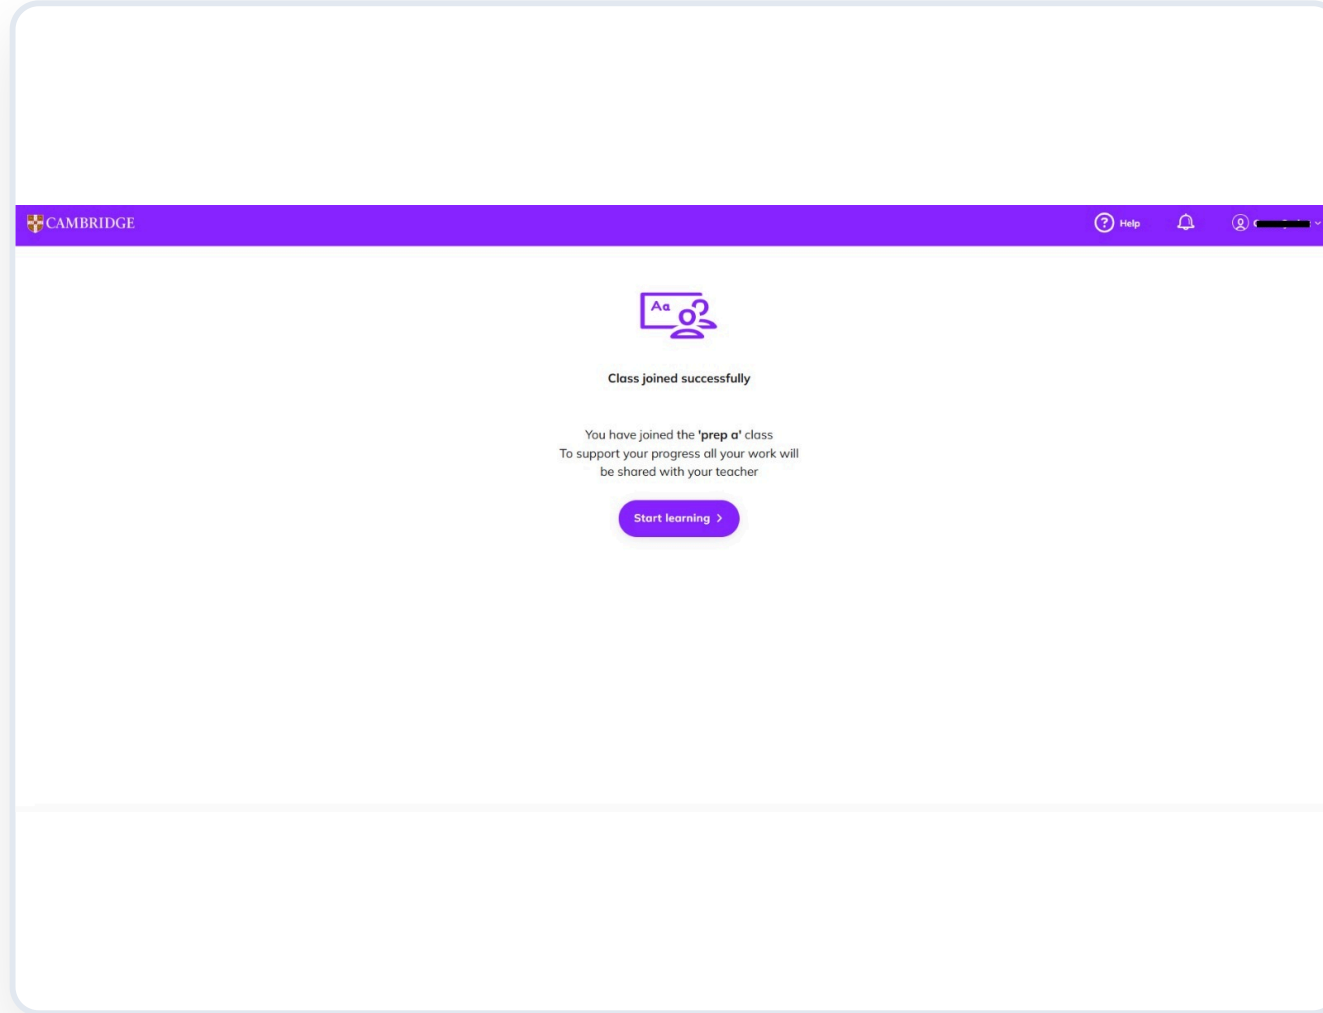 CAMBRIDGE
Help
Aa
Class joined successfully
You have joined the 'prep a' class
To support your progress all your work will
be shared with your teacher
Start learning